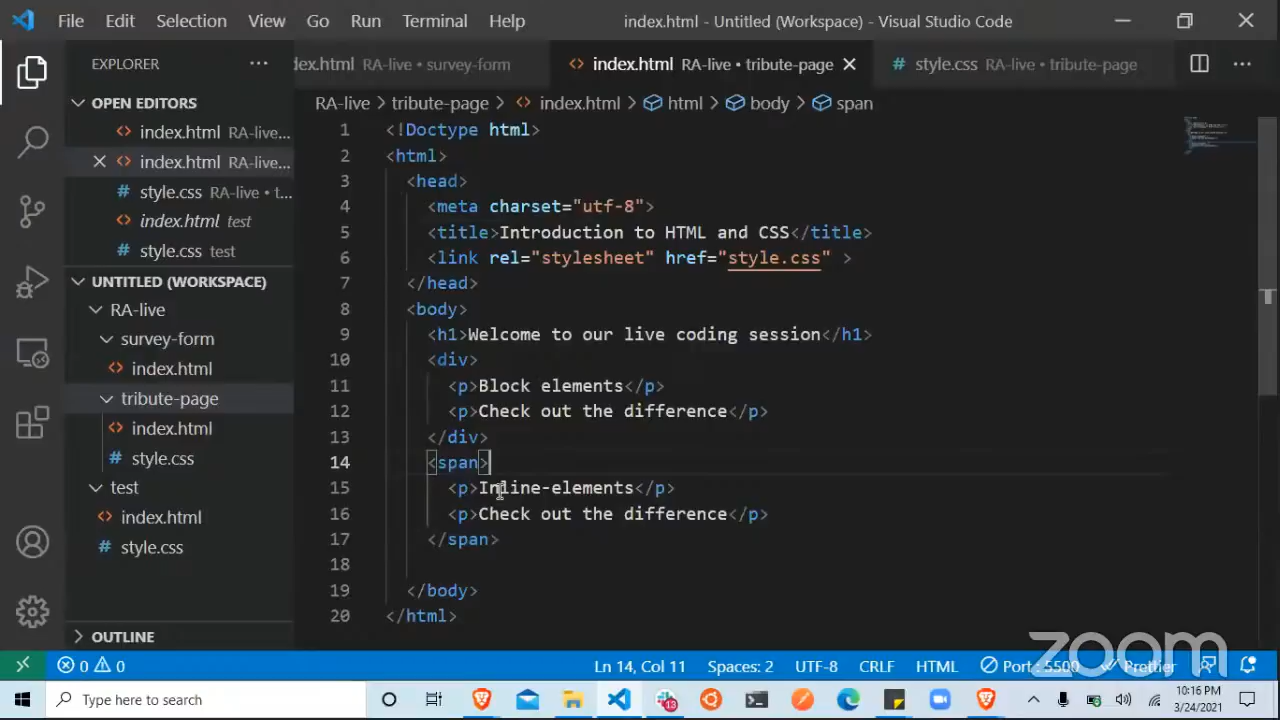 File Edit Selection View Go Run Terminal Help index.html - Untitled (Workspace) - Visual Studio Code
EXPLORER ···
dex.html RA-live • survey-form
index.html RA-live • tribute-page
style.css RA-live • tribute-page
OPEN EDITORS
index.html RA-live...
index.html RA-live...
style.css RA-live • t...
index.html test
style.css test
UNTITLED (WORKSPACE)
RA-live
survey-form
index.html
tribute-page
index.html
style.css
test
index.html
style.css
OUTLINE
RA-live > tribute-page > index.html > html > body > span
1 <!Doctype html>
2 <html>
3 <head>
4 <meta charset="utf-8">
5 <title>Introduction to HTML and CSS</title>
6 <link rel="stylesheet" href="style.css" >
7 </head>
8 <body>
9 <h1>Welcome to our live coding session</h1>
10 <div>
11 <p>Block elements</p>
12 <p>Check out the difference</p>
13 </div>
14 <span>
15 <p>Inline-elements</p>
16 <p>Check out the difference</p>
17 </span>
18
19 </body>
20 </html>
zoom
0 0 Ln 14, Col 11 Spaces: 2 UTF-8 CRLF HTML Port : 5500 Prettier
Type here to search
13
10:16 PM
3/24/2021